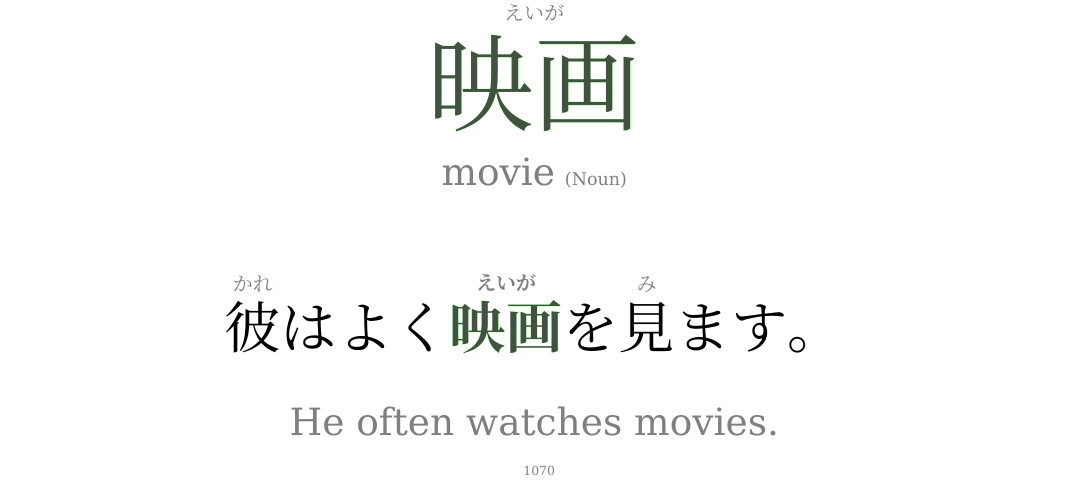 えいが
映画
movie (Noun)
かれ えいが み
彼はよく映画を見ます。
He often watches movies.
1070